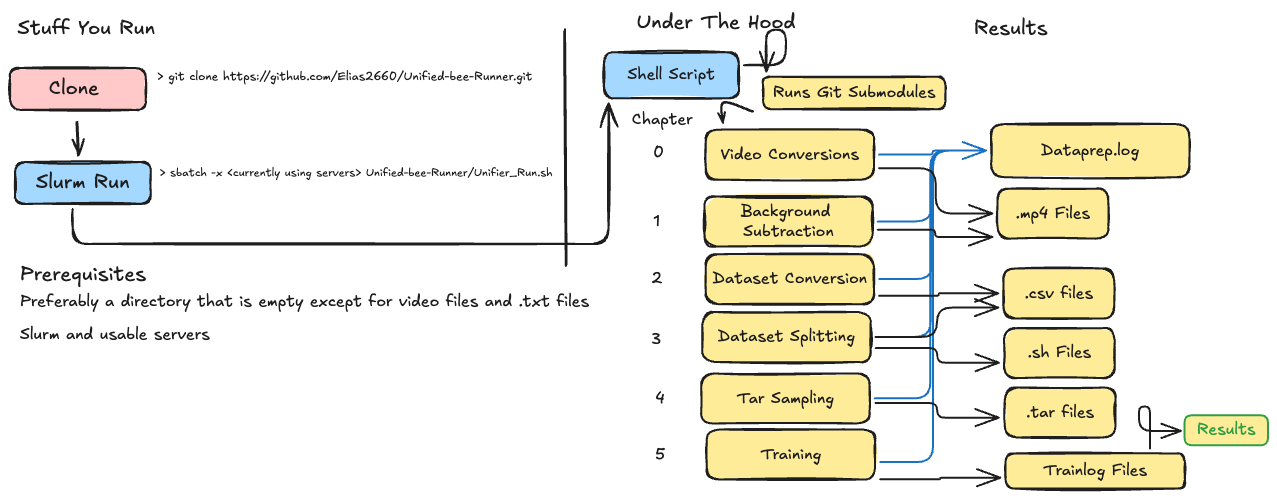 Stuff You Run
Clone
> git clone https://github.com/Elias2660/Unified-bee-Runner.git
Slurm Run
> sbatch -x <currently using servers> Unified-bee-Runner/Unifier_Run.sh
Prerequisites
Preferably a directory that is empty except for video files and .txt files
Slurm and usable servers
Under The Hood
Shell Script
Runs Git Submodules
Chapter
0
Video Conversions
1
Background
Subtraction
2
Dataset Conversion
3
Dataset Splitting
4
Tar Sampling
5
Training
Results
Dataprep.log
.mp4 Files
.csv files
.sh Files
.tar files
Results
Trainlog Files